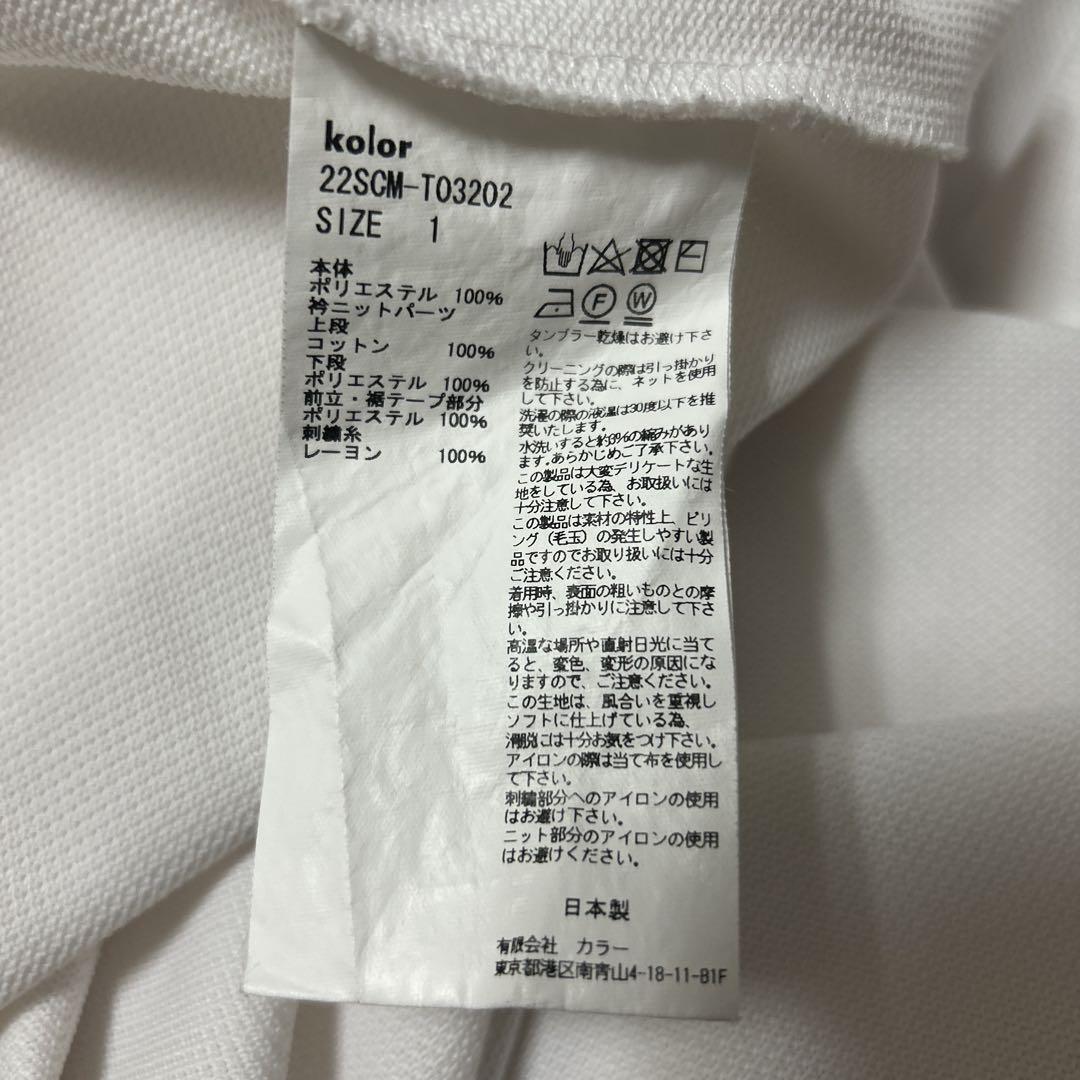 kolor
22SCM-T03202
SIZE 1
本体
ポリエステル 100%
衿ニットパーツ
上段
コットン 100%
下段
ポリエステル 100%
前立・裾テープ部分
ポリエステル 100%
刺繍糸
レーヨン 100%
F
W
タンブラー乾燥はお避け下さ
い。
クリーニングの際は引っ掛かり
を防止する為に、ネットを使用
して下さい。
洗濯の際の液温は30度以下を推
奨いたします。
水洗いすると約3%の縮みがあり
ます。あらかじめご了承下さい。
この製品は大変デリケートな生
地をしている為、お取扱いには
十分注意して下さい。
この製品は素材の特性上、ピリ
ング(毛玉)の発生しやすい製
品ですのでお取り扱いには十分
ご注意ください。
着用時、表面の粗いものとの摩
擦や引っ掛かりに注意して下さ
い。
高温な場所や直射日光に当て
ると、変色、変形の原因にな
りますので、ご注意ください。
この生地は、風合いを重視し
ソフトに仕上げている為、
滑脱には十分お気をつけ下さい。
アイロンの際は当て布を使用し
て下さい。
刺繍部分へのアイロンの使用
はお避け下さい。
ニット部分のアイロンの使用
はお避けください。
日本製
有限会社 カラー
東京都港区南青山4-18-11-B1F